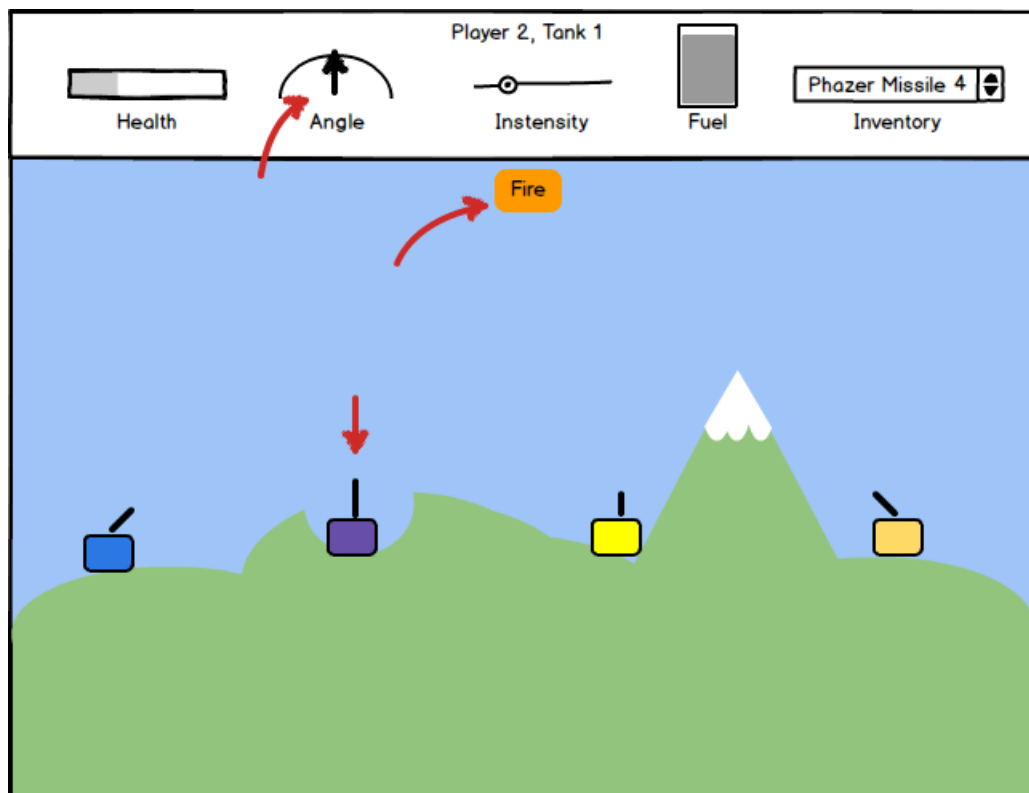 Player 2, Tank 1
Phazer Missile 4
Health
Angle
Instensity
Fuel
Inventory
Fire